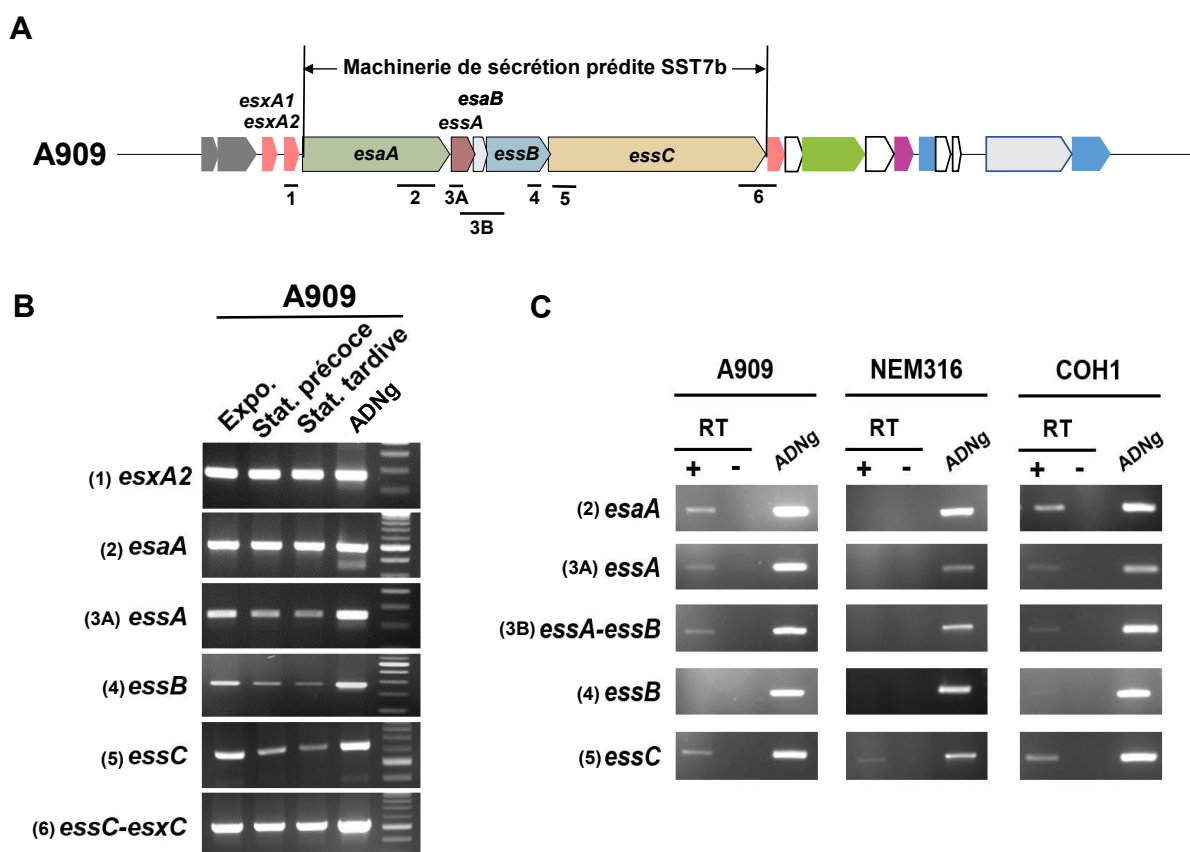 A
Machinerie de sécrétion prédite SST7b
esxA1
esxA2
esaB
essA
A909
esaA
essB
essC
1
2
3A
3B
4
5
6
B
A909
Expo.
Stat. précoce
Stat. tardive
ADNg
(1) esxA2
(2) esaA
(3A) essA
(4) essB
(5) essC
(6) essC-esxC
C
A909
NEM316
COH1
RT
ADNg
RT
ADNg
RT
ADNg
+ -
+ -
+ -
(2) esaA
(3A) essA
(3B) essA-essB
(4) essB
(5) essC